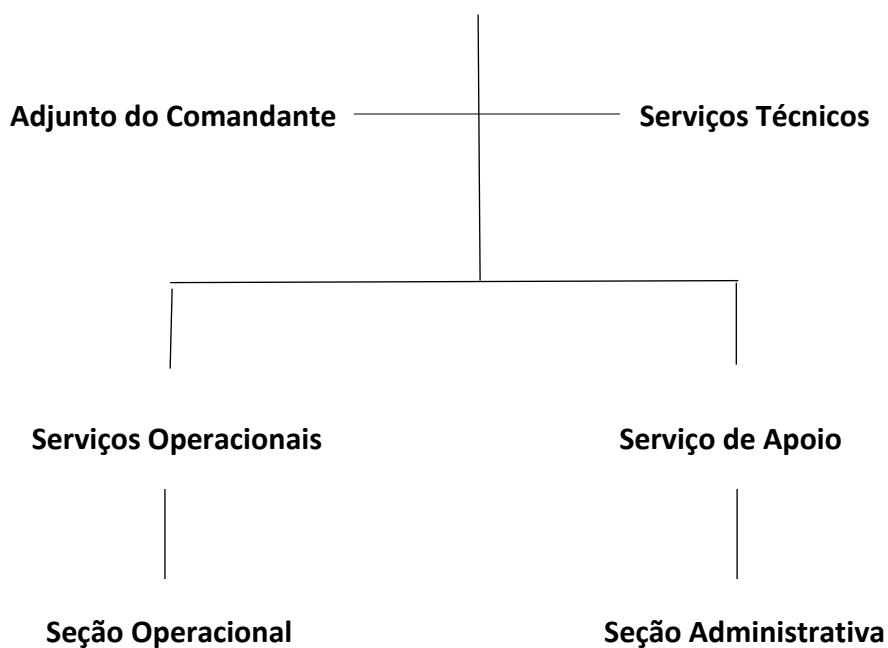 Adjunto do Comandante
Serviços Técnicos
Serviços Operacionais
Serviço de Apoio
Seção Operacional
Seção Administrativa